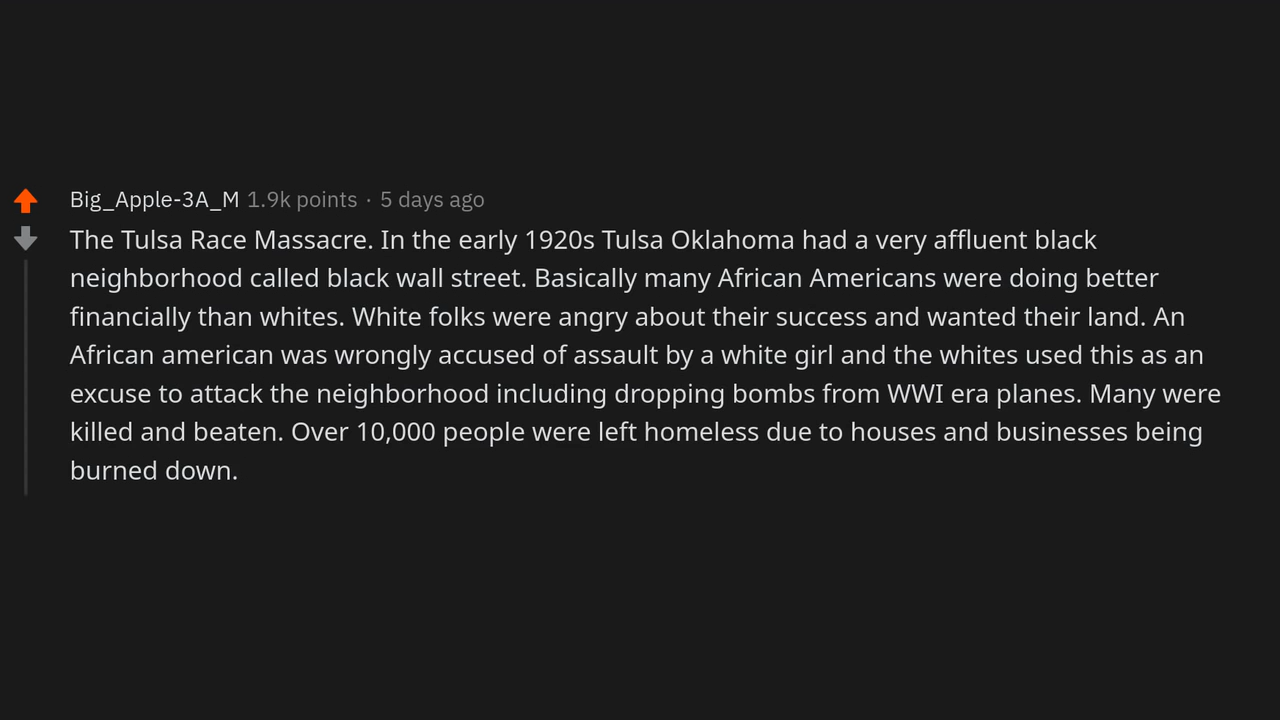 Big_Apple-3A_M 1.9k points · 5 days ago
The Tulsa Race Massacre. In the early 1920s Tulsa Oklahoma had a very affluent black
neighborhood called black wall street. Basically many African Americans were doing better
financially than whites. White folks were angry about their success and wanted their land. An
African american was wrongly accused of assault by a white girl and the whites used this as an
excuse to attack the neighborhood including dropping bombs from WWI era planes. Many were
killed and beaten. Over 10,000 people were left homeless due to houses and businesses being
burned down.